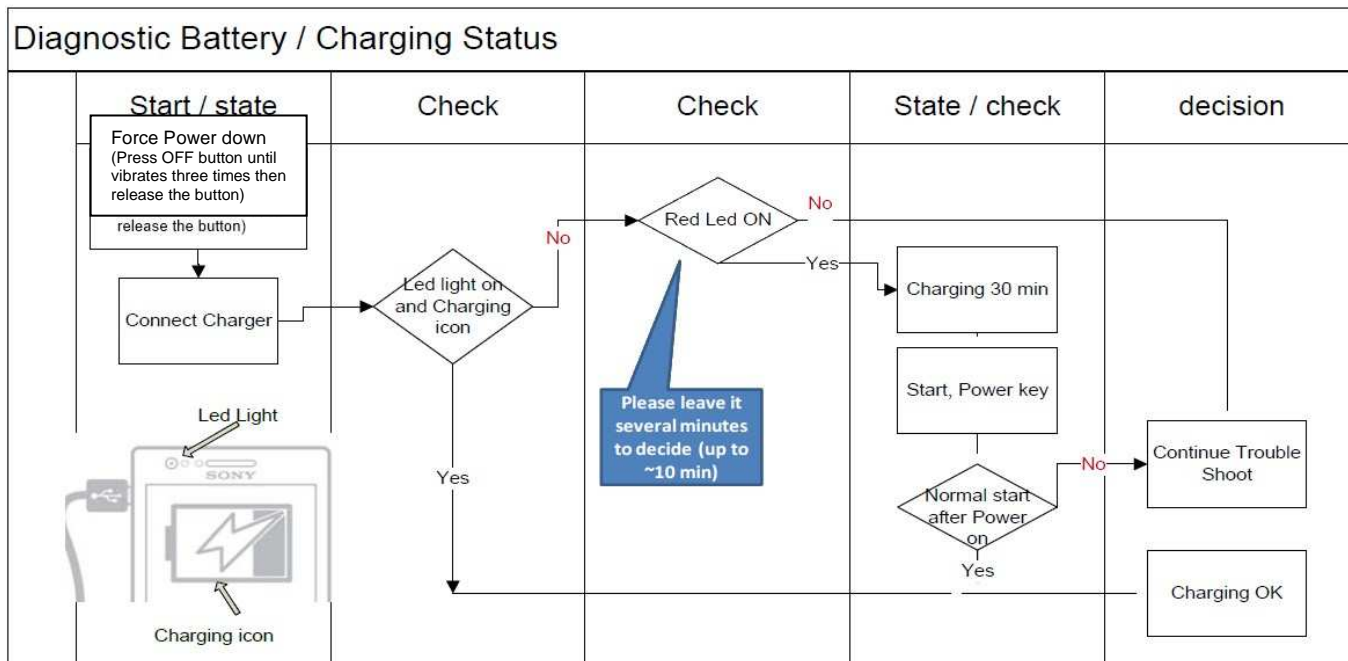 Diagnostic Battery / Charging Status
Start / state
Check
Check
State / check
decision
Force Power down
(Press OFF button until
vibrates three times then
release the button)
release the button)
Connect Charger
Led light on
and Charging
icon
No
Yes
Red Led ON
No
Yes
Please leave it
several minutes
to decide (up to
~10 min)
Charging 30 min
Start, Power key
Normal start
after Power
on
No
Yes
Continue Trouble
Shoot
Charging OK
Led Light
SONY
Charging icon